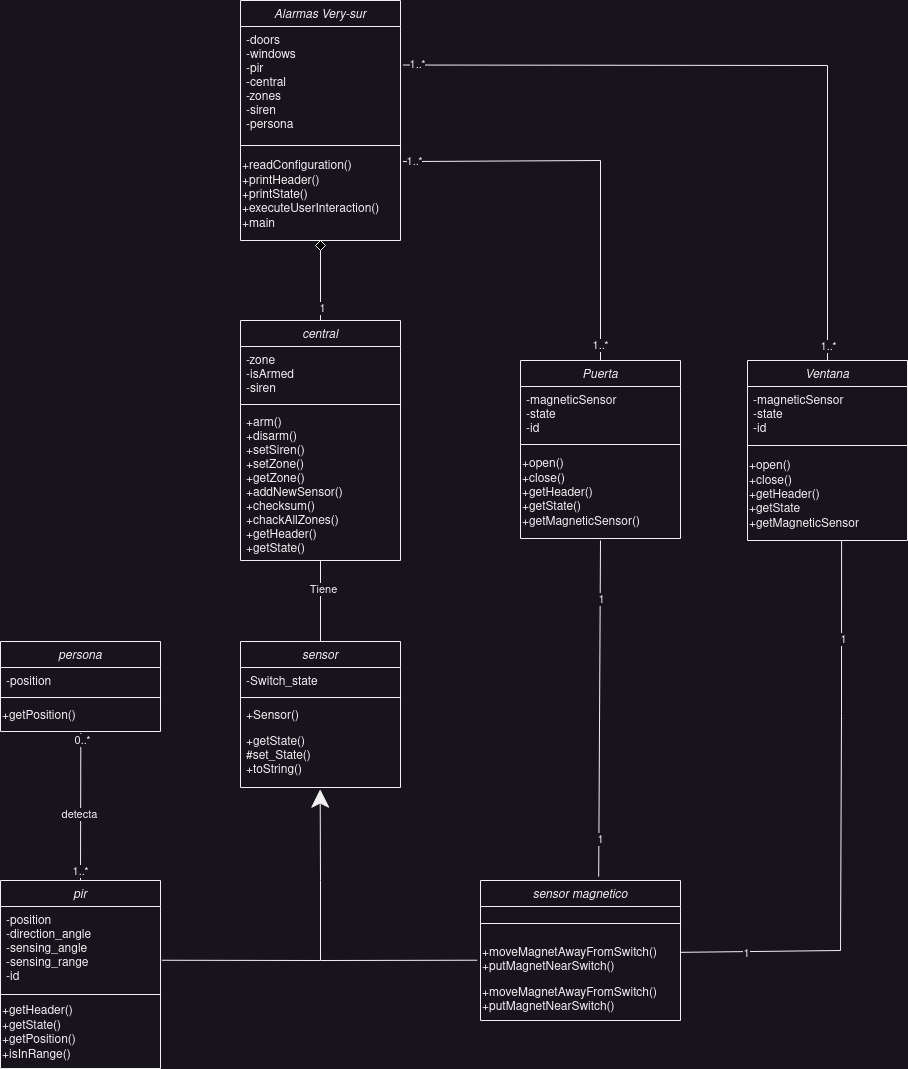 Alarmas Very-sur
-doors
-windows
-pir
-central
-zones
-siren
-persona
+readConfiguration()
+printHeader()
+printState()
+executeUserInteraction()
+main
1..*
1..*
1
central
-zone
-isArmed
-siren
+arm()
+disarm()
+setSiren()
+setZone()
+getZone()
+addNewSensor()
+checksum()
+chackAllZones()
+getHeader()
+getState()
1..*
Puerta
-magneticSensor
-state
-id
+open()
+close()
+getHeader()
+getState()
+getMagneticSensor()
1..*
Ventana
-magneticSensor
-state
-id
+open()
+close()
+getHeader()
+getState
+getMagneticSensor
Tiene
1
1
persona
-position
+getPosition()
0..*
detecta
1..*
sensor
-Switch_state
+Sensor()
+getState()
#set_State()
+toString()
1
pir
-position
-direction_angle
-sensing_angle
-sensing_range
-id
+getHeader()
+getState()
+getPosition()
+isInRange()
sensor magnetico
+moveMagnetAwayFromSwitch()
+putMagnetNearSwitch()
+moveMagnetAwayFromSwitch()
+putMagnetNearSwitch()
1